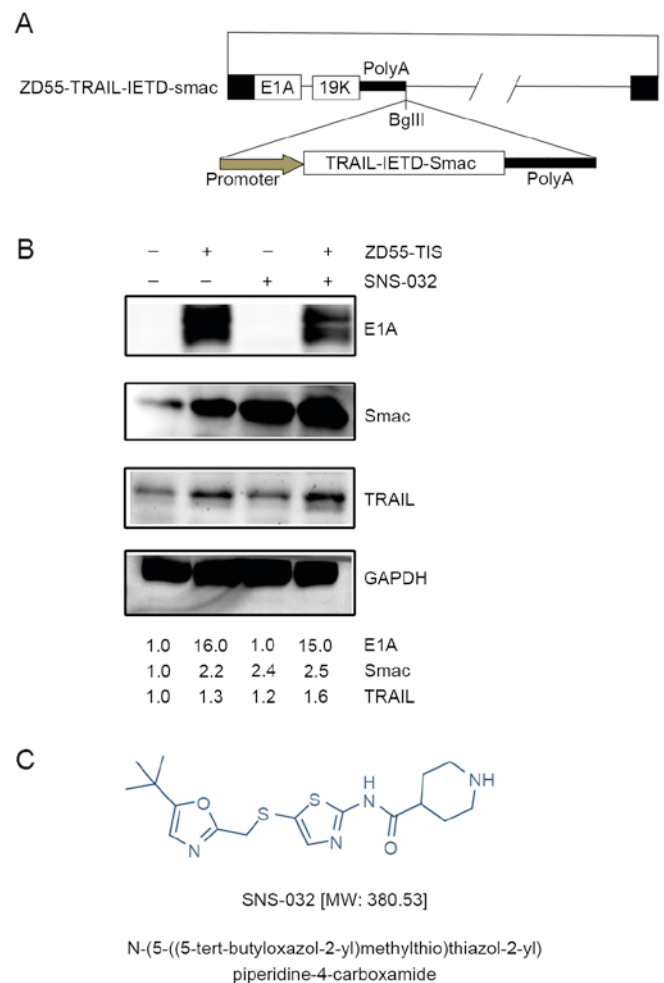 A
ZD55-TRAIL-IETD-smac
E1A
19K
PolyA
BgIII
Promoter
TRAIL-IETD-Smac
PolyA
B
– + – + ZD55-TIS
– – + + SNS-032
E1A
Smac
TRAIL
GAPDH
1.0 16.0 1.0 15.0 E1A
1.0 2.2 2.4 2.5 Smac
1.0 1.3 1.2 1.6 TRAIL
C
O
N
S
S
N
H
N
O
NH
SNS-032 [MW: 380.53]
N-(5-((5-tert-butyloxazol-2-yl)methylthio)thiazol-2-yl)
piperidine-4-carboxamide